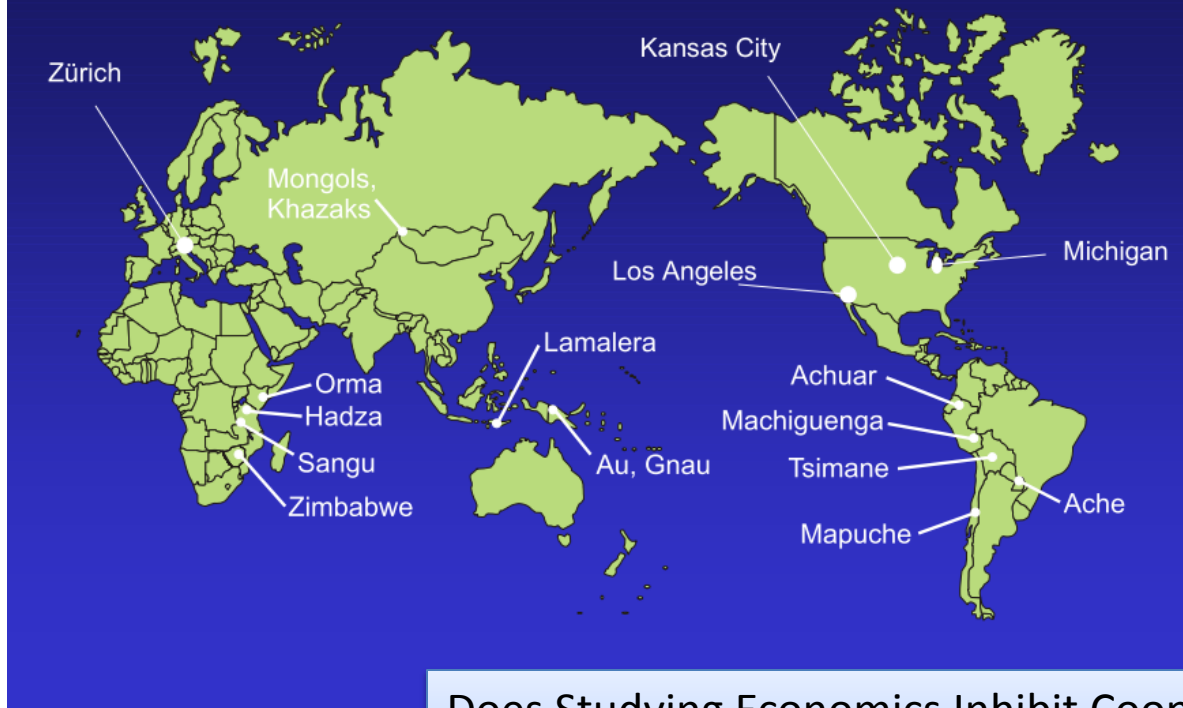 Kansas City
Zürich
Mongols,
Khazaks
Michigan
Los Angeles
Lamalera
Orma
Achuar
Hadza
Machiguenga
Sangu
Au, Gnau
Tsimane
Zimbabwe
Ache
Mapuche
Does Studying Economics Inhibit